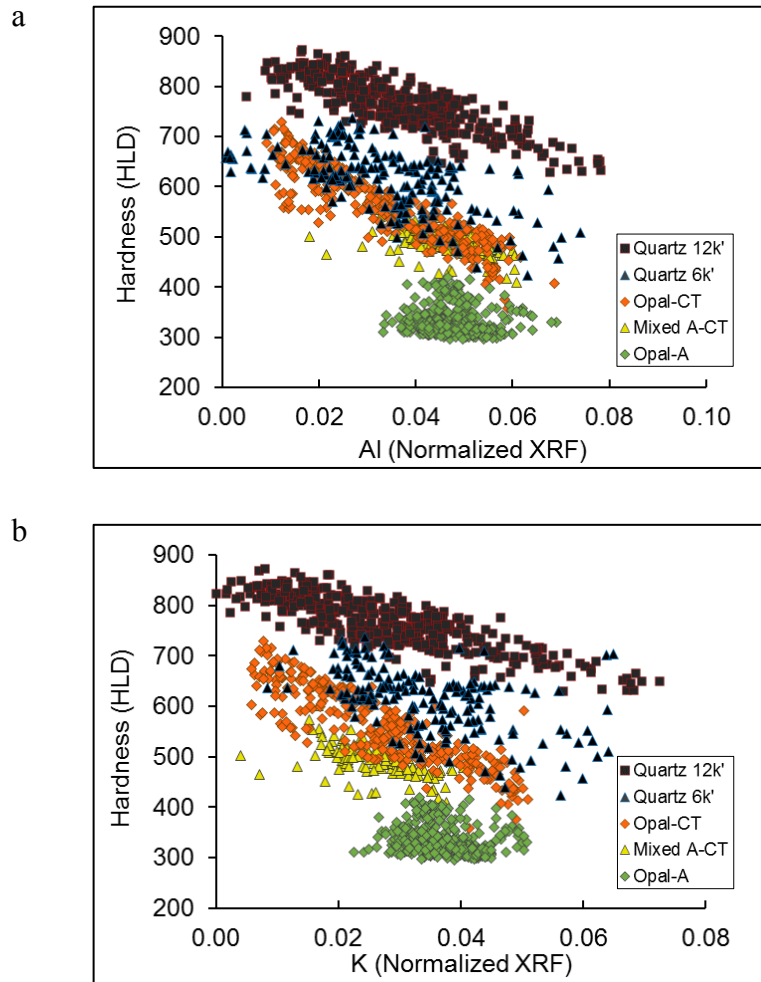 a
900
800
700
600
500
400
300
200
Hardness (HLD)
0.00 0.02 0.04 0.06 0.08 0.10
Al (Normalized XRF)
Quartz 12k'
Quartz 6k'
Opal-CT
Mixed A-CT
Opal-A
b
900
800
700
600
500
400
300
200
Hardness (HLD)
0.00 0.02 0.04 0.06 0.08
K (Normalized XRF)
Quartz 12k'
Quartz 6k'
Opal-CT
Mixed A-CT
Opal-A